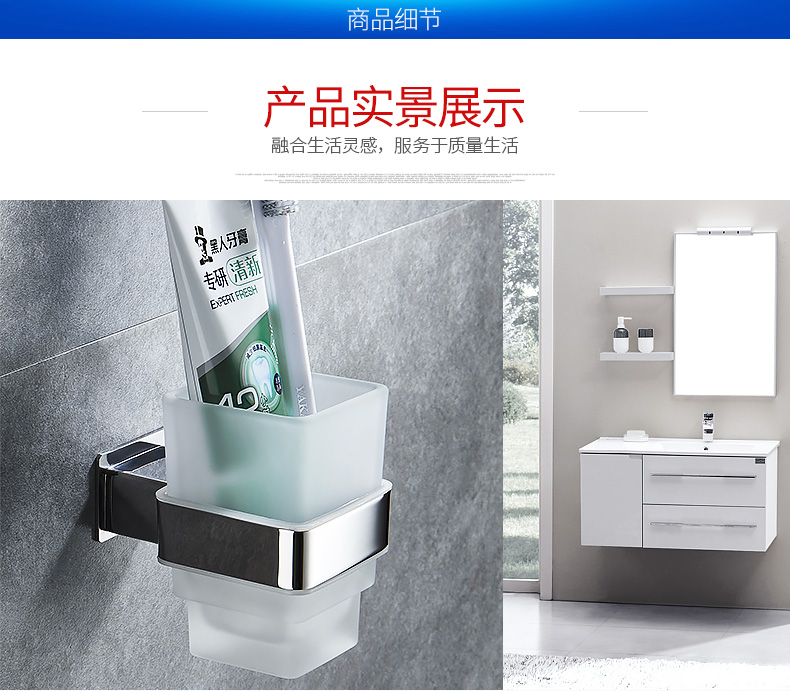 商品细节
产品实景展示
融合生活灵感，服务于质量生活
黑人牙膏
专研 清新
EXPERT FRESH